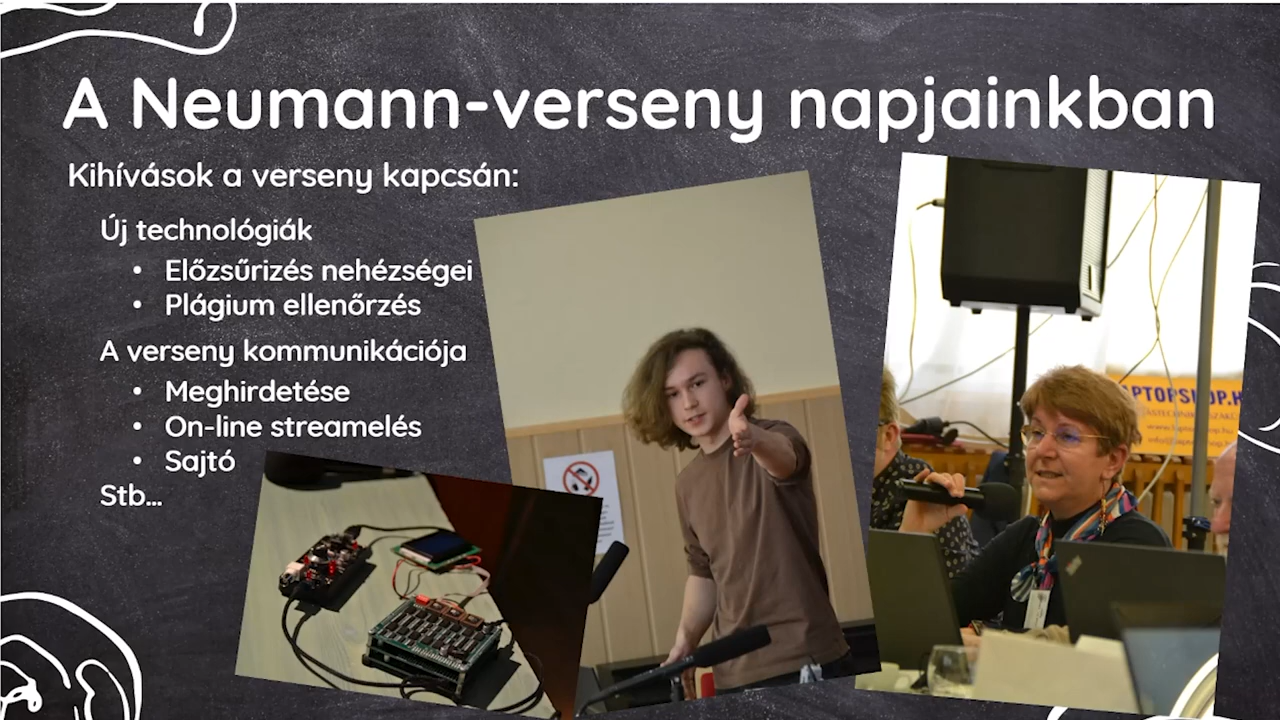 A Neumann-verseny napjainkban
Kihívások a verseny kapcsán:
Új technológiák
• Előzsűrizés nehézségei
• Plágium ellenőrzés
A verseny kommunikációja
• Meghirdetése
• On-line streamelés
• Sajtó
Stb...
LAPTOPSHOP.H